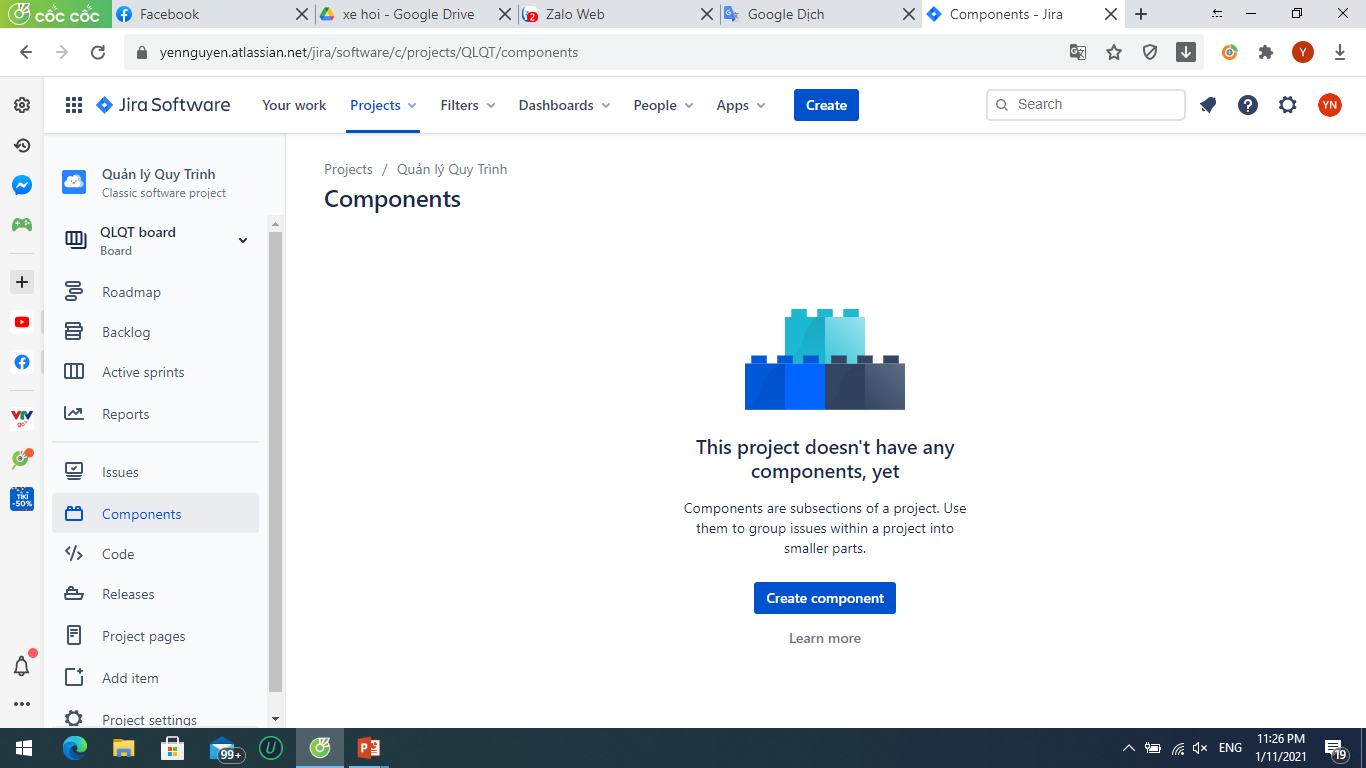 cốc cốc
Facebook
xe hoi - Google Drive
2
Zalo Web
Google Dịch
Components - Jira
yennguyen.atlassian.net/jira/software/c/projects/QLQT/components
Y
Jira Software
Your work
Projects
Filters
Dashboards
People
Apps
Create
Search
YN
Quản lý Quy Trình
Classic software project
QLQT board
Board
Roadmap
Backlog
Active sprints
Reports
Issues
Components
Code
Releases
Project pages
Add item
Project settings
Projects / Quản lý Quy Trình
Components
This project doesn't have any
components, yet
Components are subsections of a project. Use
them to group issues within a project into
smaller parts.
Create component
Learn more
VTV
go
TIKI
-50%
99+
U
P
ENG
11:26 PM
1/11/2021
19